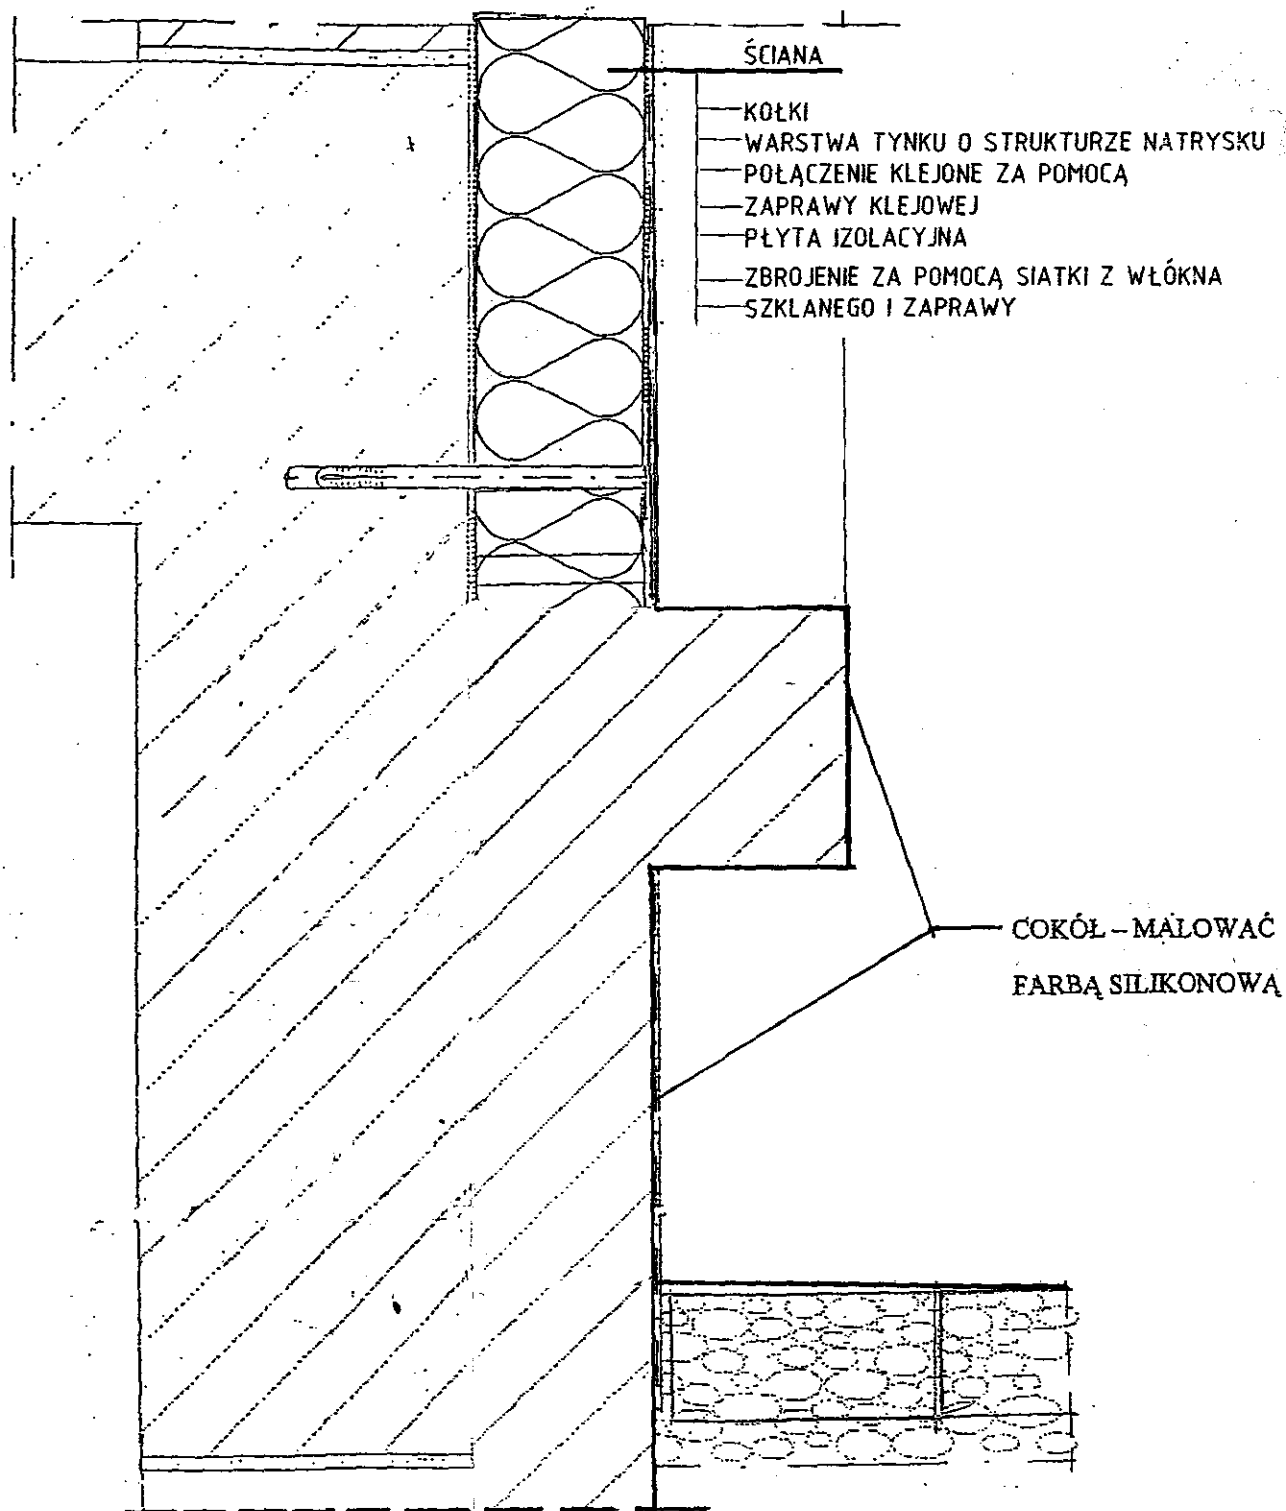 ŚCIANA
KOŁKI
WARSTWA TYNKU O STRUKTURZE NATRYSKU
POŁĄCZENIE KLEJONE ZA POMOCĄ
ZAPRAWY KLEJOWEJ
PŁYTA IZOLACYJNA
ZBROJENIE ZA POMOCĄ SIATKI Z WŁÓKNA
SZKLANEGO I ZAPRAWY
COKÓŁ – MALOWAĆ
FARBĄ SILIKONOWĄ